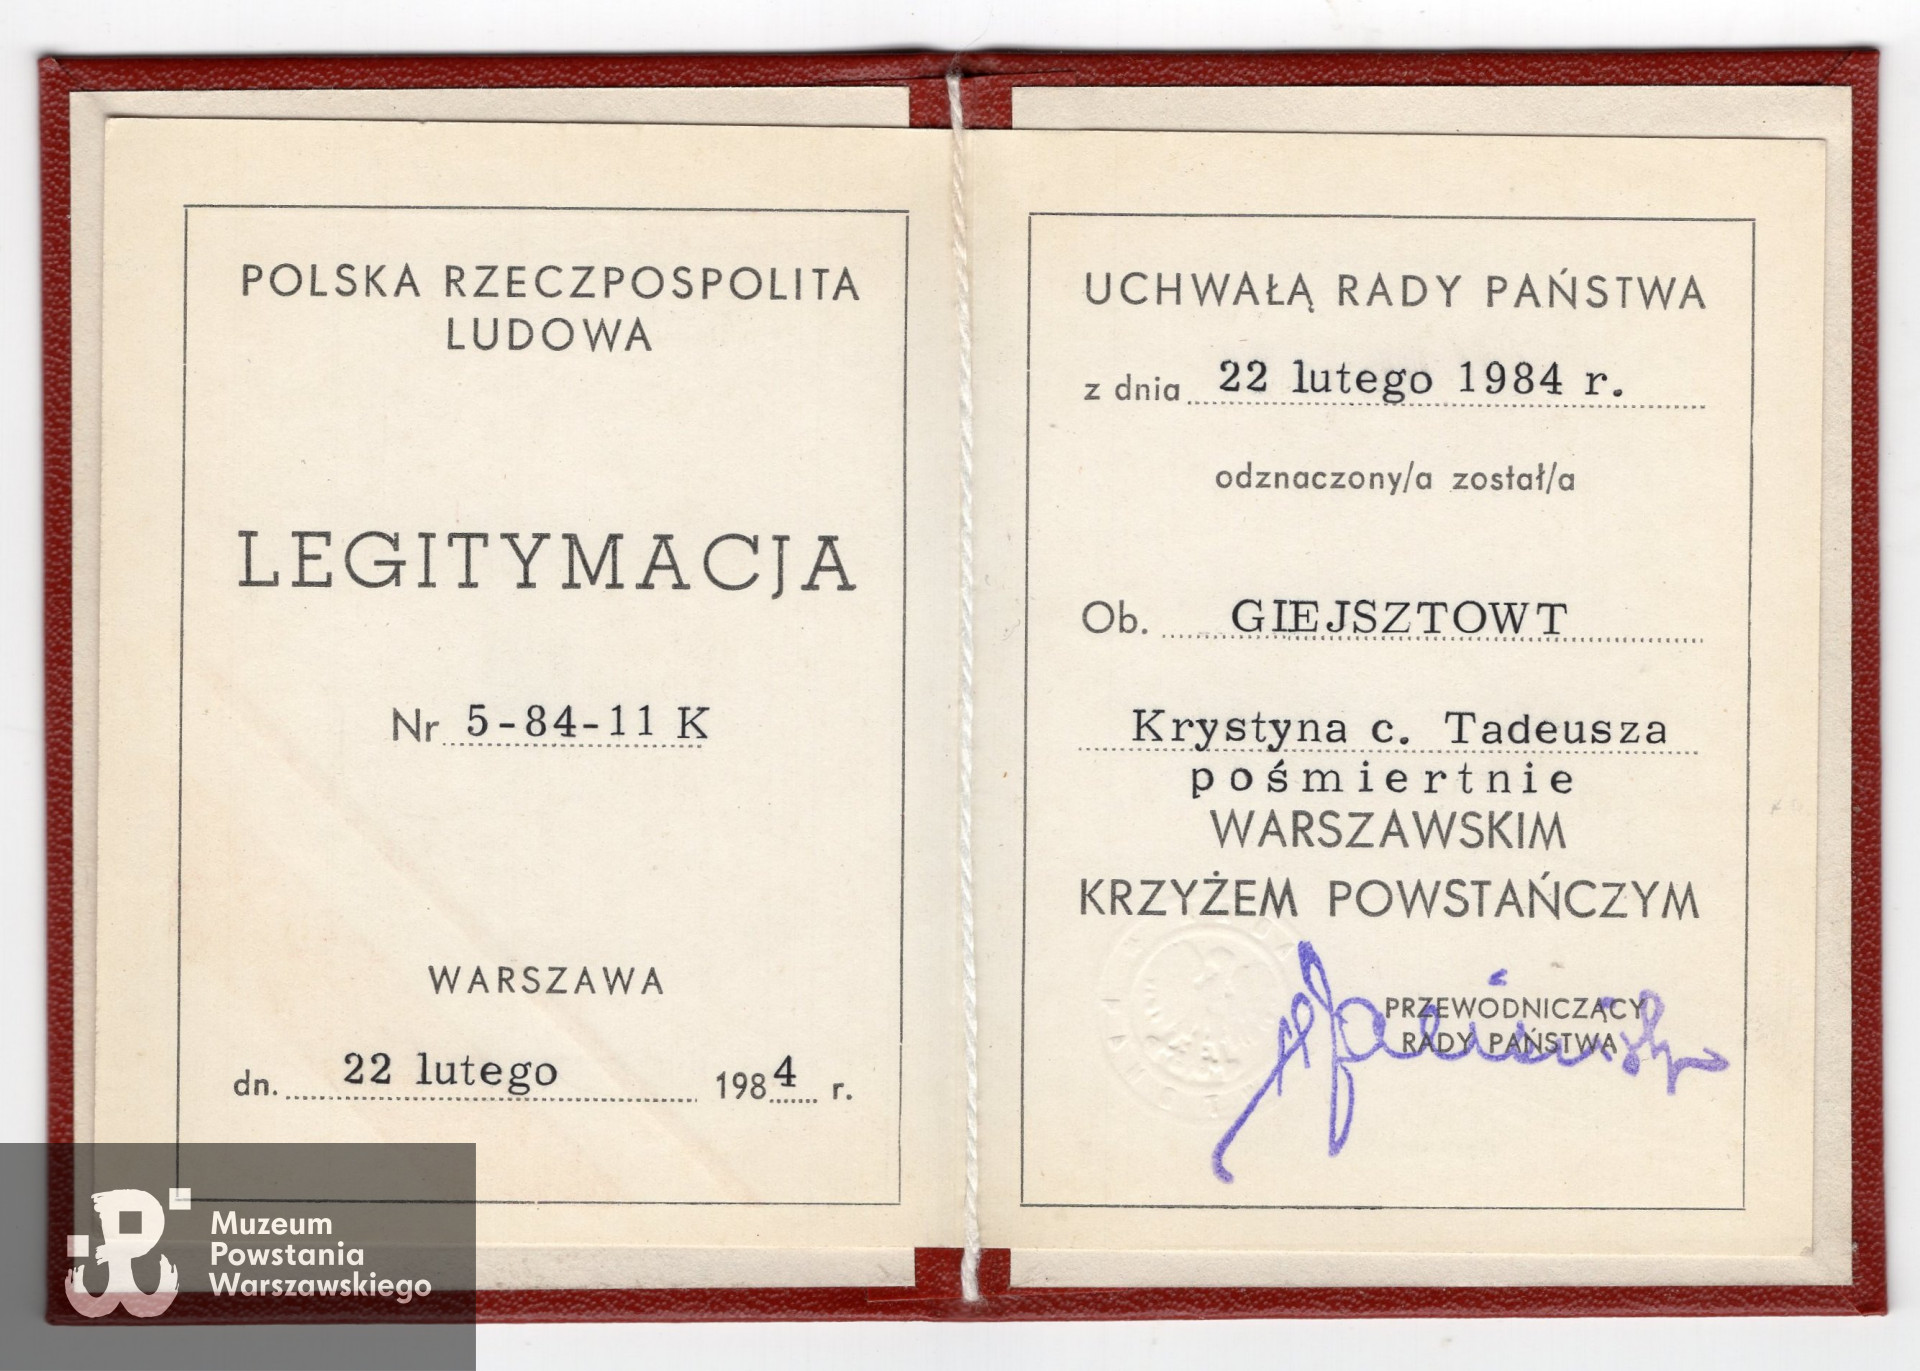 POLSKA RZECZPOSPOLITA
LUDOWA
LEGITYMACJA
Nr 5-84-11 K
WARSZAWA
dn. 22 lutego 1984 r.
UCHWAŁĄ RADY PAŃSTWA
z dnia 22 lutego 1984 r.
odznaczony/a został/a
Ob. GIEJSZTOWT
Krystyna c. Tadeusza
pośmiertnie
WARSZAWSKIM
KRZYŻEM POWSTAŃCZYM
PRZEWODNICZĄCY
RADY PAŃSTWA
Muzeum
Powstania
Warszawskiego